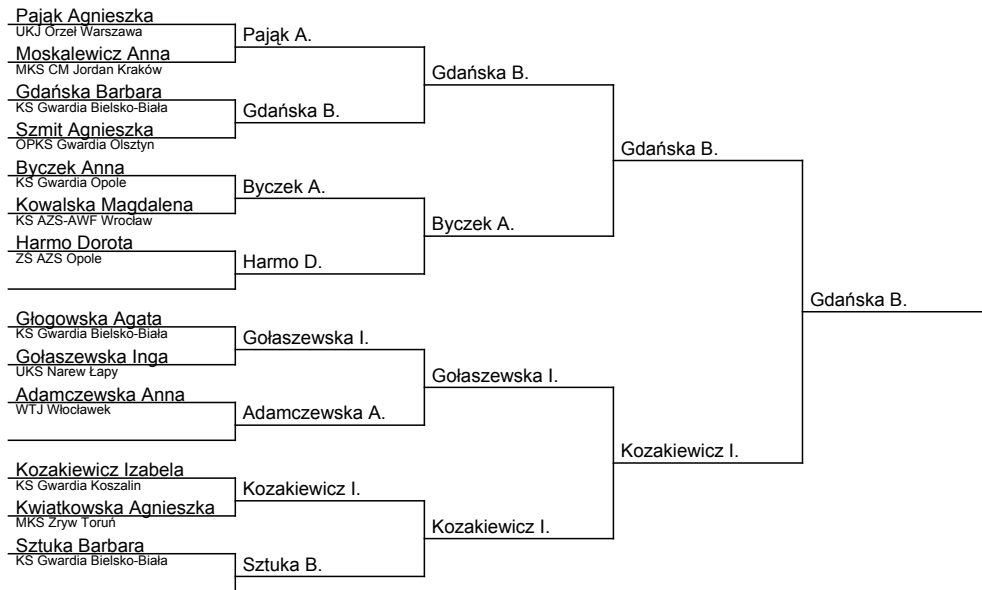 Pająk Agnieszka
UKJ Orzeł Warszawa
Moskalewicz Anna
MKS CM Jordan Kraków
Gdańska Barbara
KS Gwardia Bielsko-Biała
Szmit Agnieszka
OPKS Gwardia Olsztyn
Byczek Anna
KS Gwardia Opole
Kowalska Magdalena
KS AZS-AWF Wrocław
Harmo Dorota
ZS AZS Opole
Głogowska Agata
KS Gwardia Bielsko-Biała
Gołaszewska Inga
UKS Narew Łapy
Adamczewska Anna
WTJ Włocławek
Kozakiewicz Izabela
KS Gwardia Koszalin
Kwiatkowska Agnieszka
MKS Zryw Toruń
Sztuka Barbara
KS Gwardia Bielsko-Biała
Pająk A.
Gdańska B.
Byczek A.
Harmo D.
Gołaszewska I.
Adamczewska A.
Kozakiewicz I.
Sztuka B.
Gdańska B.
Byczek A.
Gołaszewska I.
Kozakiewicz I.
Gdańska B.
Kozakiewicz I.
Gdańska B.